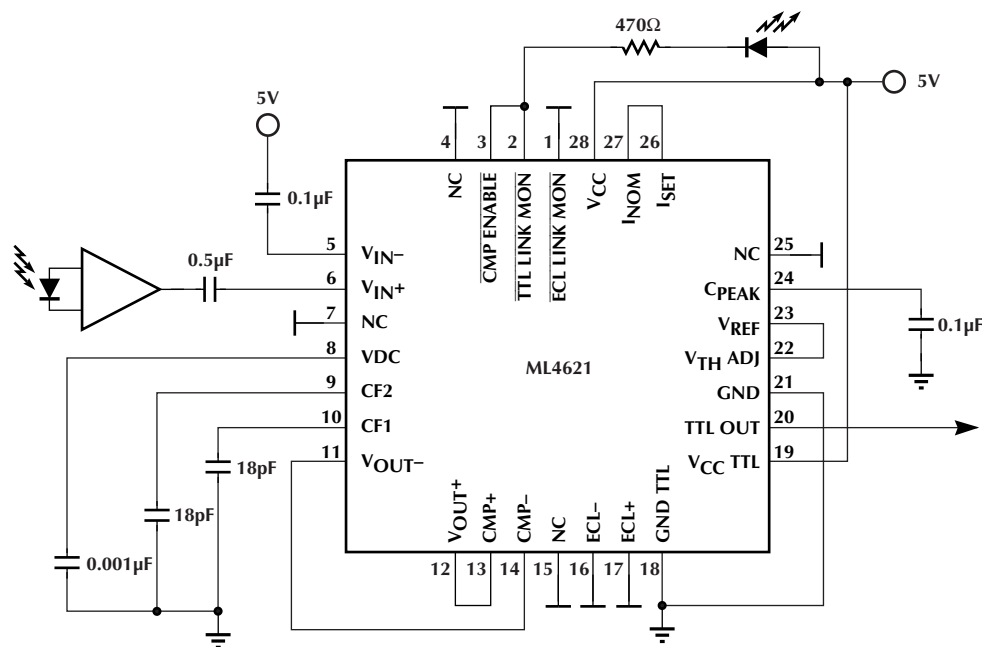 470Ω
5V
5V
4
3
2
1
28
27
26
NC
CMP ENABLE
TTL LINK MON
ECL LINK MON
VCC
INOM
ISET
0.1µF
5
VIN–
0.5µF
6
VIN+
7
NC
8
VDC
9
CF2
10
CF1
11
VOUT–
18pF
18pF
0.001µF
ML4621
NC
25
CPEAK
24
VREF
23
VTH ADJ
22
GND
21
TTL OUT
20
VCC TTL
19
0.1µF
VOUT+
CMP+
CMP–
NC
ECL–
ECL+
GND TTL
12
13
14
15
16
17
18